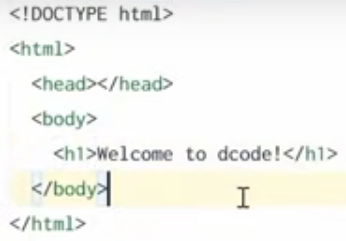 <!DOCTYPE html>
<html>
<head></head>
<body>
<h1>Welcome to dcode!</h1>
</body>
</html>